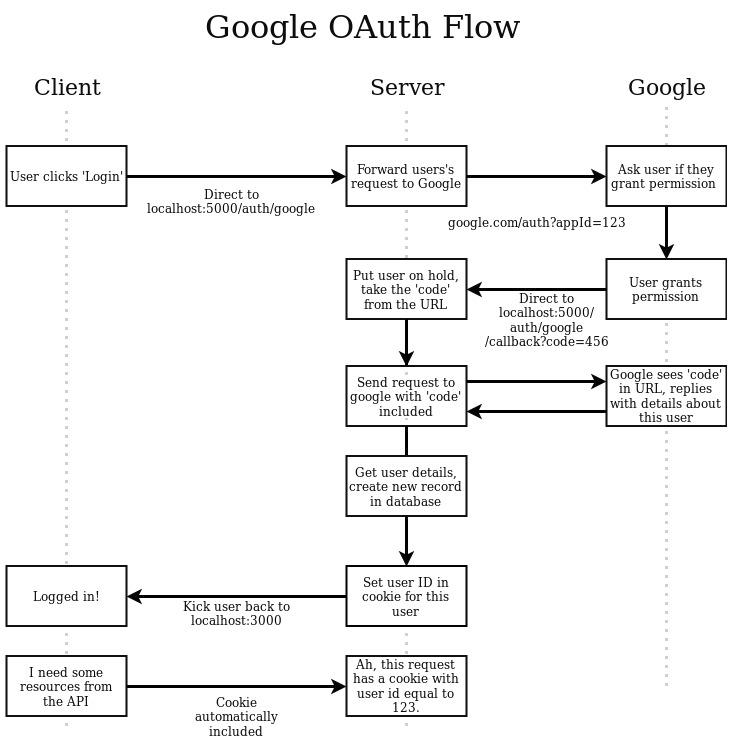 Google OAuth Flow
Client
Server
Google
User clicks 'Login'
Direct to
localhost:5000/auth/google
Forward users's
request to Google
google.com/auth?appId=123
Ask user if they
grant permission
User grants
permission
Direct to
localhost:5000/
auth/google
/callback?code=456
Put user on hold,
take the 'code'
from the URL
Send request to
google with 'code'
included
Google sees 'code'
in URL, replies
with details about
this user
Get user details,
create new record
in database
Set user ID in
cookie for this
user
Kick user back to
localhost:3000
Logged in!
I need some
resources from
the API
Cookie
automatically
included
Ah, this request
has a cookie with
user id equal to
123.